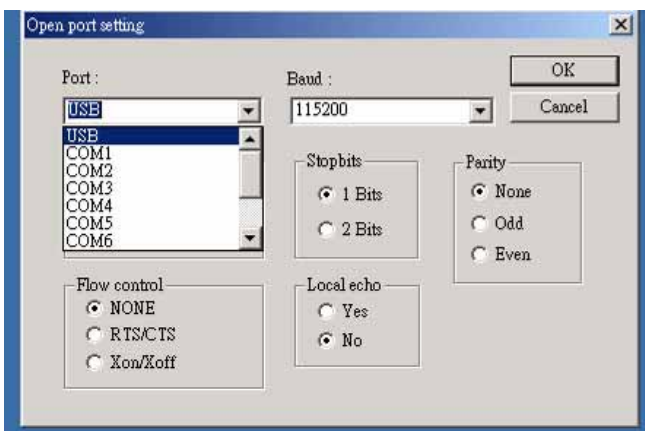 Open port setting
Port :
USB
USB
COM1
COM2
COM3
COM4
COM5
COM6
Baud :
115200
OK
Cancel
Stopbits
1 Bits
2 Bits
Parity
None
Odd
Even
Flow control
NONE
RTS/CTS
Xon/Xoff
Local echo
Yes
No